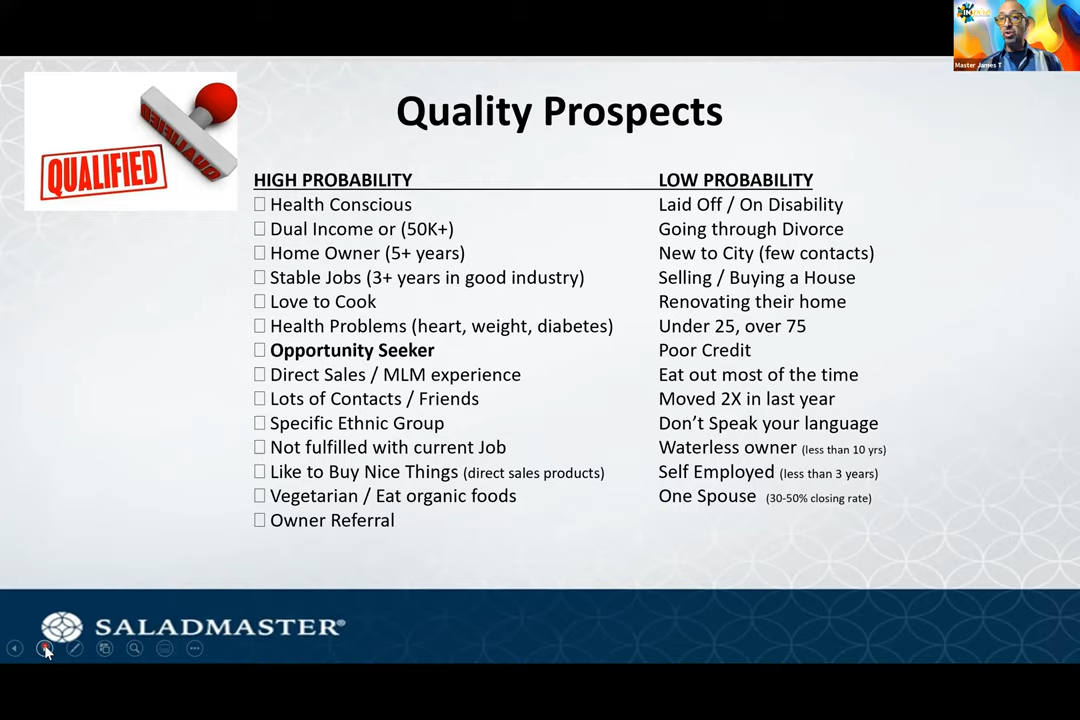 Master James T
QUALIFIED
Quality Prospects
HIGH PROBABILITY
☐ Health Conscious
☐ Dual Income or (50K+)
☐ Home Owner (5+ years)
☐ Stable Jobs (3+ years in good industry)
☐ Love to Cook
☐ Health Problems (heart, weight, diabetes)
☐ Opportunity Seeker
☐ Direct Sales / MLM experience
☐ Lots of Contacts / Friends
☐ Specific Ethnic Group
☐ Not fulfilled with current Job
☐ Like to Buy Nice Things (direct sales products)
☐ Vegetarian / Eat organic foods
☐ Owner Referral
LOW PROBABILITY
Laid Off / On Disability
Going through Divorce
New to City (few contacts)
Selling / Buying a House
Renovating their home
Under 25, over 75
Poor Credit
Eat out most of the time
Moved 2X in last year
Don’t Speak your language
Waterless owner (less than 10 yrs)
Self Employed (less than 3 years)
One Spouse (30-50% closing rate)
SALADMASTER®